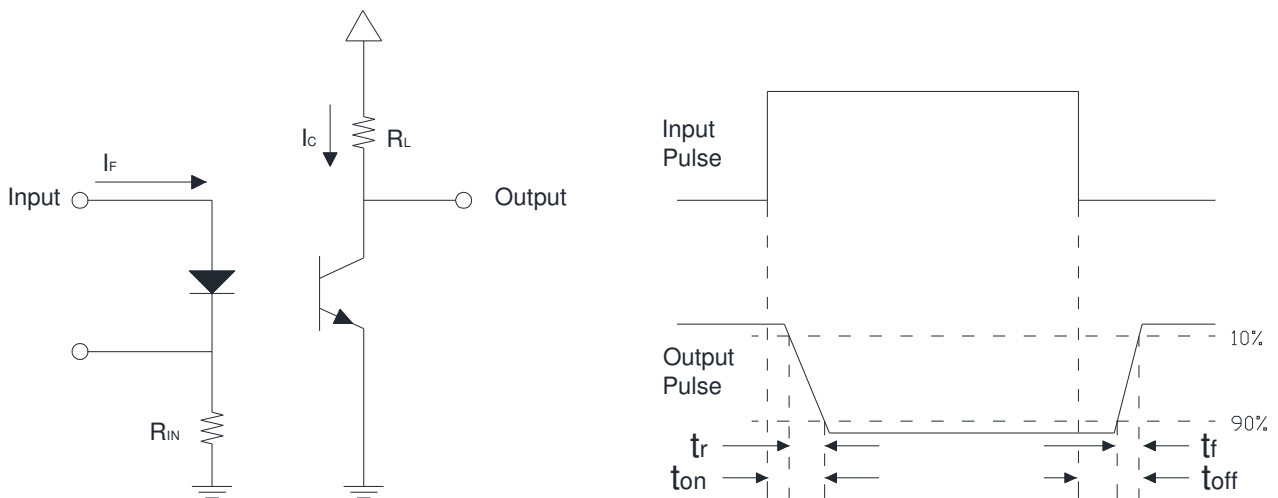 IF
Input
RIN
IC
RL
Output
Input
Pulse
Output
Pulse
10%
90%
tr
tf
ton
toff